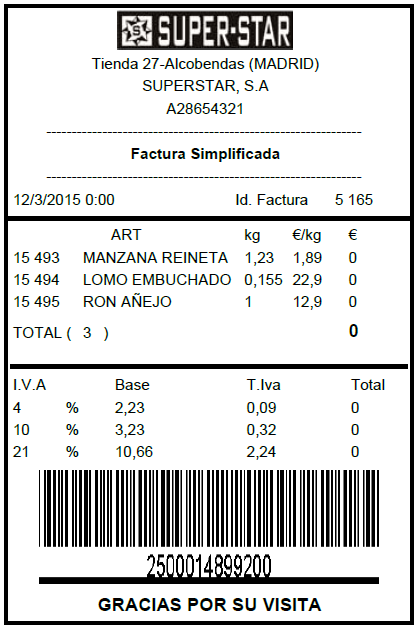 SUPER-STAR
Tienda 27-Alcobendas (MADRID)
SUPERSTAR, S.A
A28654321
Factura Simplificada
12/3/2015 0:00 Id. Factura 5 165
ART kg €/kg €
15 493 MANZANA REINETA 1,23 1,89 0
15 494 LOMO EMBUCHADO 0,155 22,9 0
15 495 RON AÑEJO 1 12,9 0
TOTAL ( 3 ) 0
I.V.A Base T.Iva Total
4 % 2,23 0,09 0
10 % 3,23 0,32 0
21 % 10,66 2,24 0
2500014899200
GRACIAS POR SU VISITA